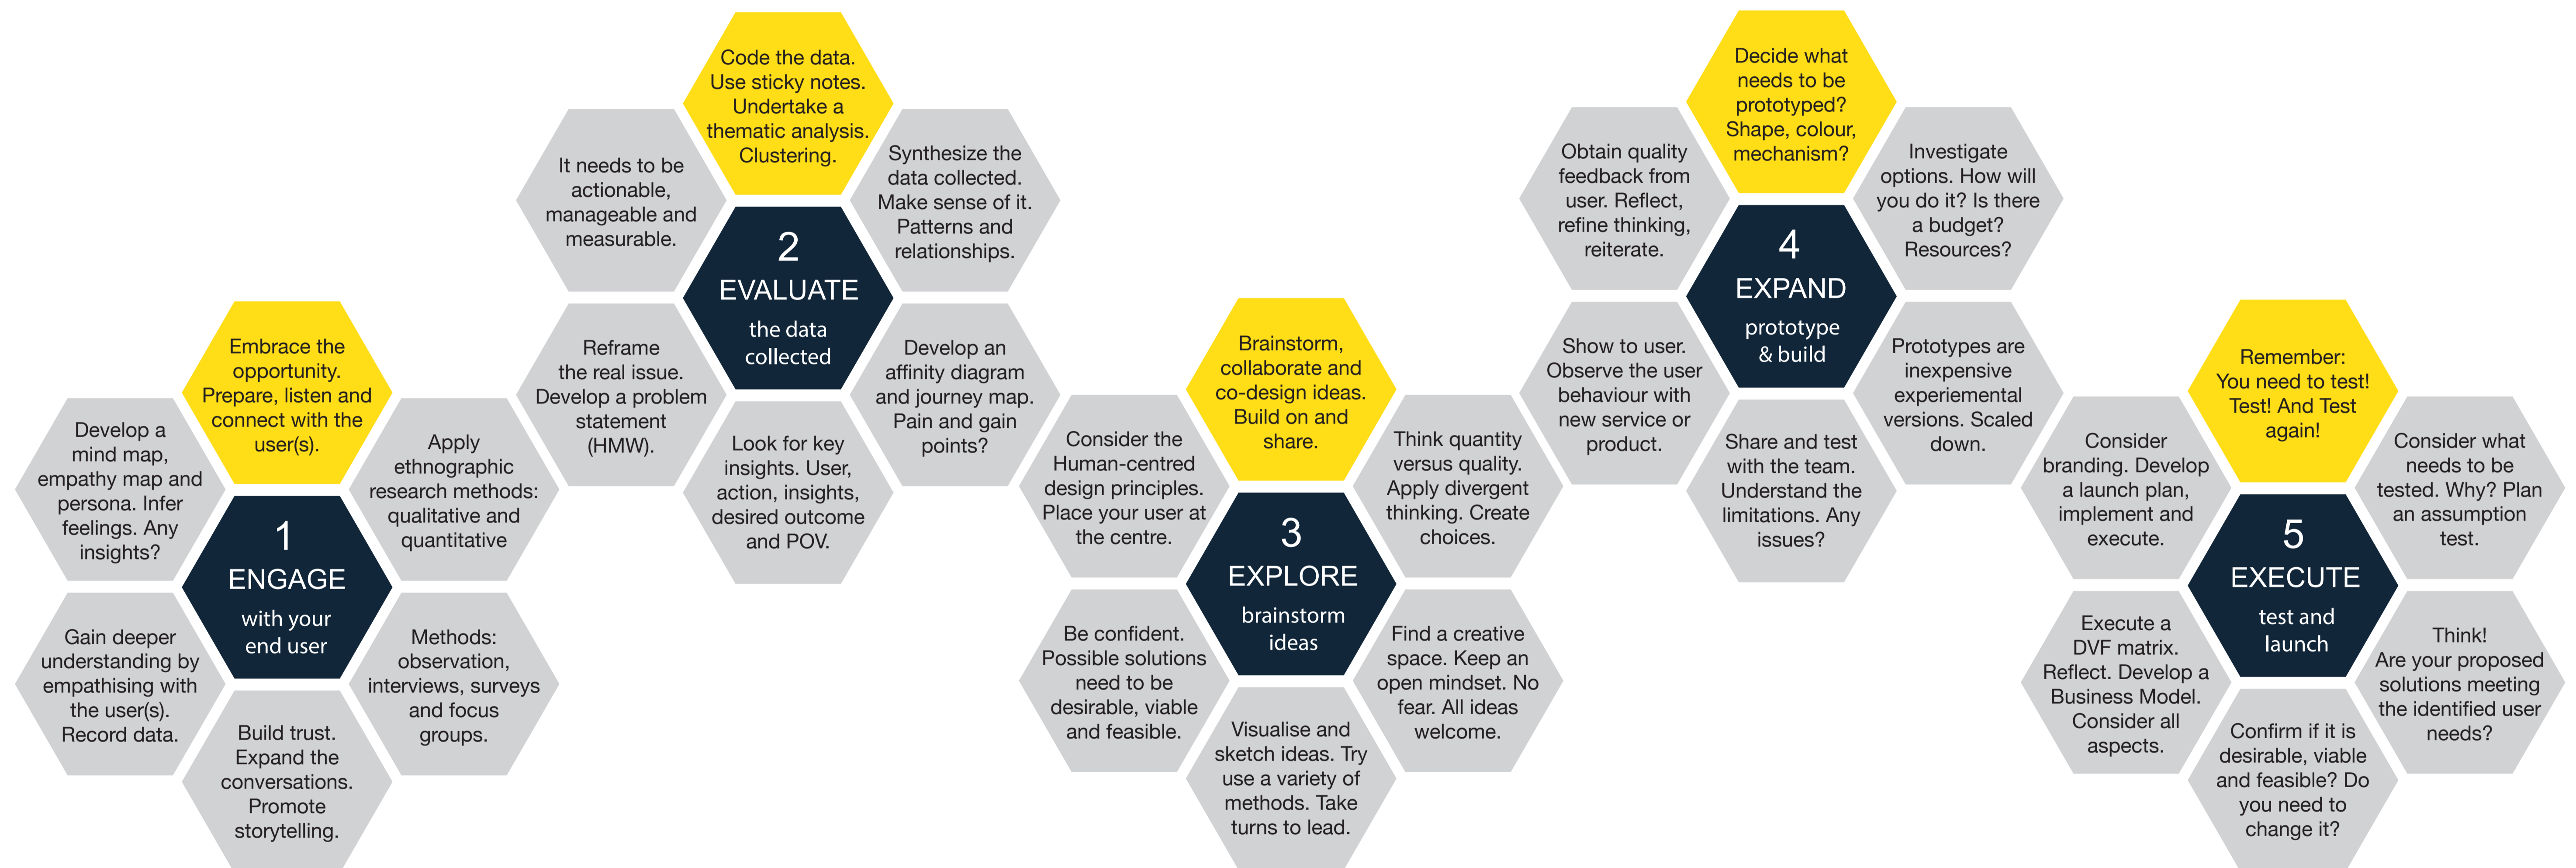 Embrace the
opportunity.
Prepare, listen and
connect with the
user(s).
Apply
ethnographic
research methods:
qualitative and
quantitative
Methods:
observation,
interviews, surveys
and focus
groups.
Build trust.
Expand the
conversations.
Promote
storytelling.
Gain deeper
understanding by
empathising with
the user(s).
Record data.
Develop a
mind map,
empathy map and
persona. Infer
feelings. Any
insights?
1
ENGAGE
with your
end user
Code the data.
Use sticky notes.
Undertake a
thematic analysis.
Clustering.
Synthesize the
data collected.
Make sense of it.
Patterns and
relationships.
Develop an
affinity diagram
and journey map.
Pain and gain
points?
Look for key
insights. User,
action, insights,
desired outcome
and POV.
Reframe
the real issue.
Develop a problem
statement
(HMW).
It needs to be
actionable,
manageable and
measurable.
2
EVALUATE
the data
collected
Brainstorm,
collaborate and
co-design ideas.
Build on and
share.
Think quantity
versus quality.
Apply divergent
thinking. Create
choices.
Find a creative
space. Keep an
open mindset. No
fear. All ideas
welcome.
Visualise and
sketch ideas. Try
use a variety of
methods. Take
turns to lead.
Be confident.
Possible solutions
need to be
desirable, viable
and feasible.
Consider the
Human-centred
design principles.
Place your user at
the centre.
3
EXPLORE
brainstorm
ideas
Decide what
needs to be
prototyped?
Shape, colour,
mechanism?
Investigate
options. How will
you do it? Is there
a budget?
Resources?
Prototypes are
inexpensive
experiemental
versions. Scaled
down.
Share and test
with the team.
Understand the
limitations. Any
issues?
Show to user.
Observe the user
behaviour with
new service or
product.
Obtain quality
feedback from
user. Reflect,
refine thinking,
reiterate.
4
EXPAND
prototype
& build
Remember:
You need to test!
Test! And Test
again!
Consider what
needs to be
tested. Why? Plan
an assumption
test.
Think!
Are your proposed
solutions meeting
the identified user
needs?
Confirm if it is
desirable, viable
and feasible? Do
you need to
change it?
Execute a
DVF matrix.
Reflect. Develop a
Business Model.
Consider all
aspects.
Consider
branding. Develop
a launch plan,
implement and
execute.
5
EXECUTE
test and
launch